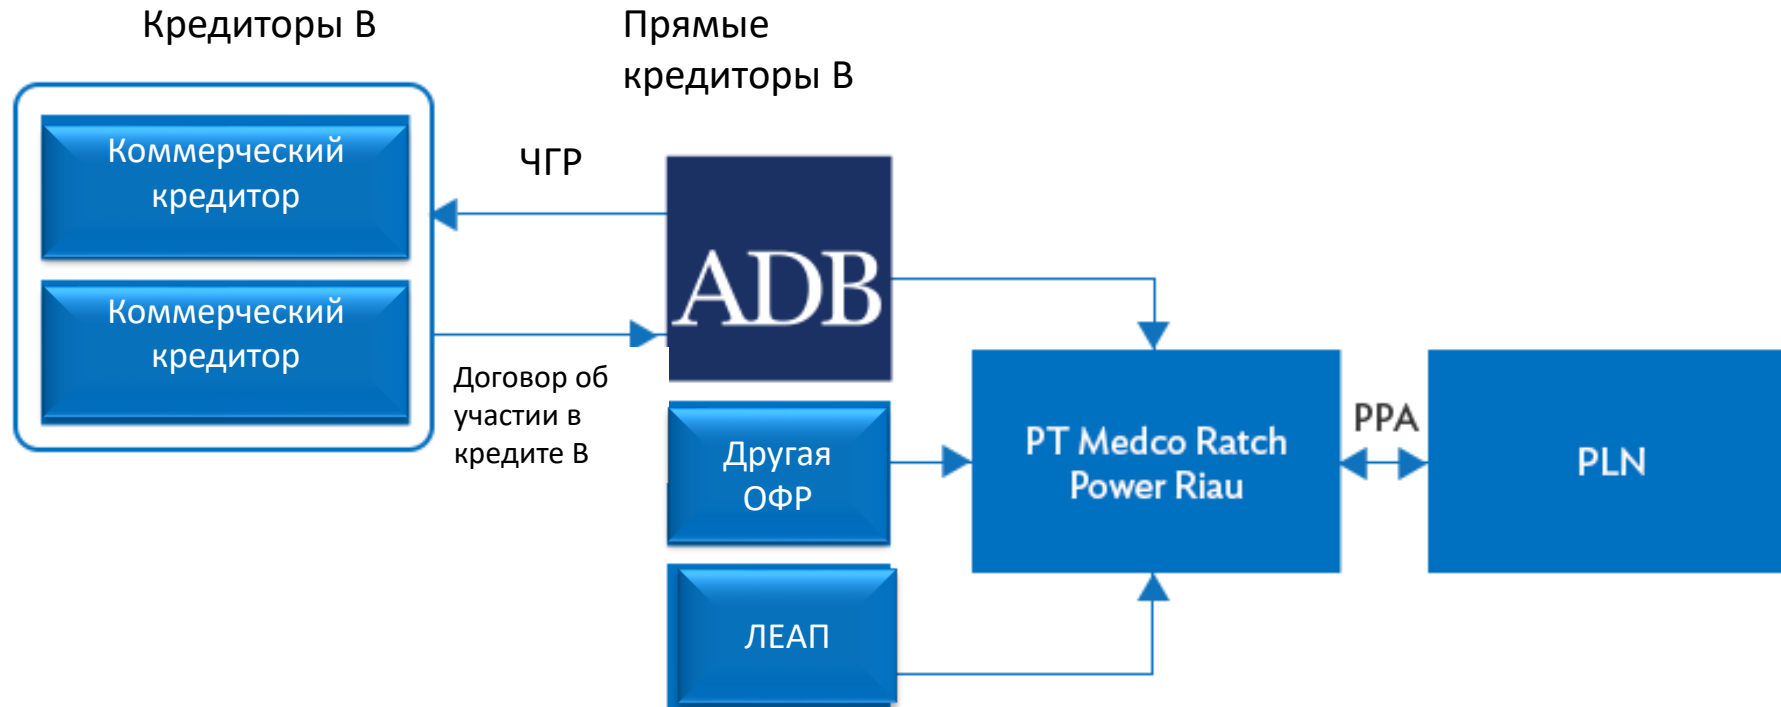 Кредиторы В
Прямые
кредиторы В
Коммерческий
кредитор
ЧГР
Коммерческий
кредитор
Договор об
участии в
кредите В
ADB
Другая
ОФР
ЛЕАП
PT Medco Ratch
Power Riau
PPA
PLN